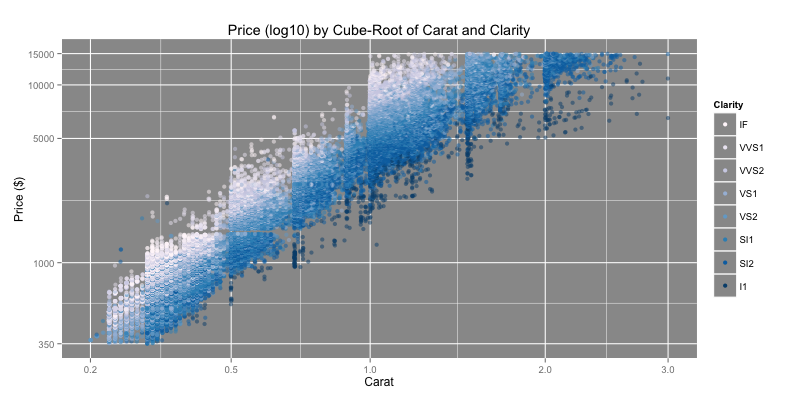 Price (log10) by Cube-Root of Carat and Clarity
15000
10000
5000
1000
350
Price ($)
0.2 0.5 1.0 2.0 3.0
Carat
Clarity
IF
VVS1
VVS2
VS1
VS2
SI1
SI2
I1